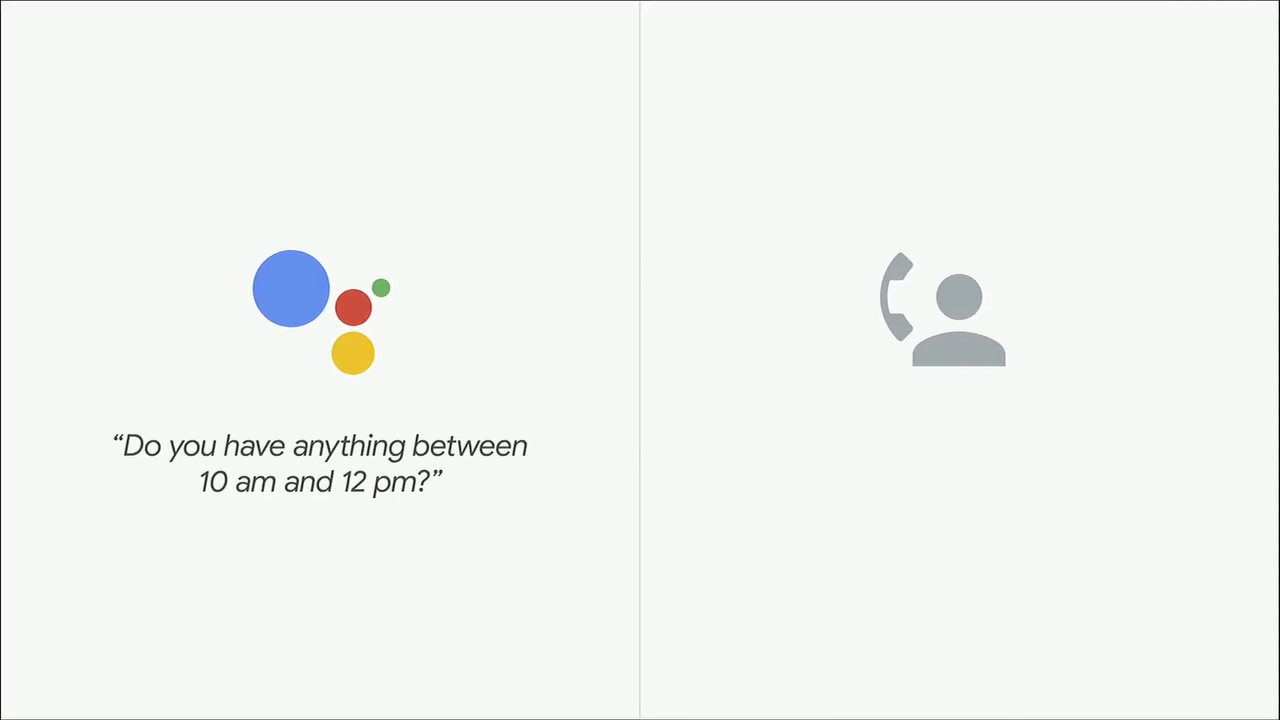 “Do you have anything between
10 am and 12 pm?”